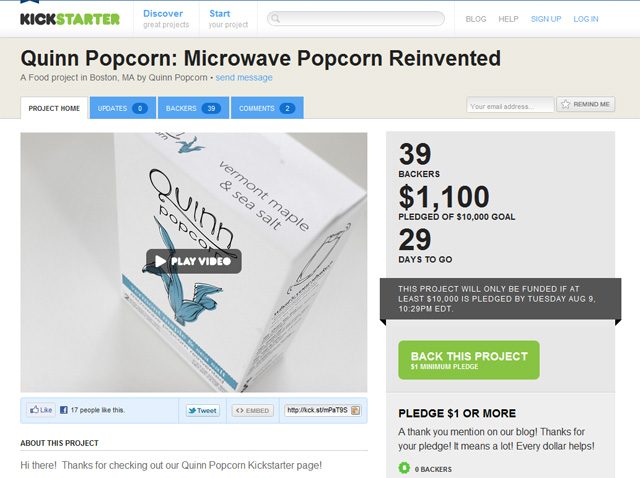 KICKSTARTER
Discover
great projects
Start
your project
BLOG
HELP
SIGN UP
LOG IN
Quinn Popcorn: Microwave Popcorn Reinvented
A Food project in Boston, MA by Quinn Popcorn • send message
PROJECT HOME
UPDATES 0
BACKERS 39
COMMENTS 2
Your email address...
REMIND ME
vermont maple
& sea salt
Quinn
popcorn
PLAY VIDEO
39
BACKERS
$1,100
PLEDGED OF $10,000 GOAL
29
DAYS TO GO
THIS PROJECT WILL ONLY BE FUNDED IF AT
LEAST $10,000 IS PLEDGED BY TUESDAY AUG 9,
10:29PM EDT.
BACK THIS PROJECT
$1 MINIMUM PLEDGE
Like
17 people like this.
Tweet
<> EMBED
http://kck.st/mPaT9S
PLEDGE $1 OR MORE
A thank you mention on our blog! Thanks for
your pledge! It means a lot! Every dollar helps!
0 BACKERS
ABOUT THIS PROJECT
Hi there! Thanks for checking out our Quinn Popcorn Kickstarter page!